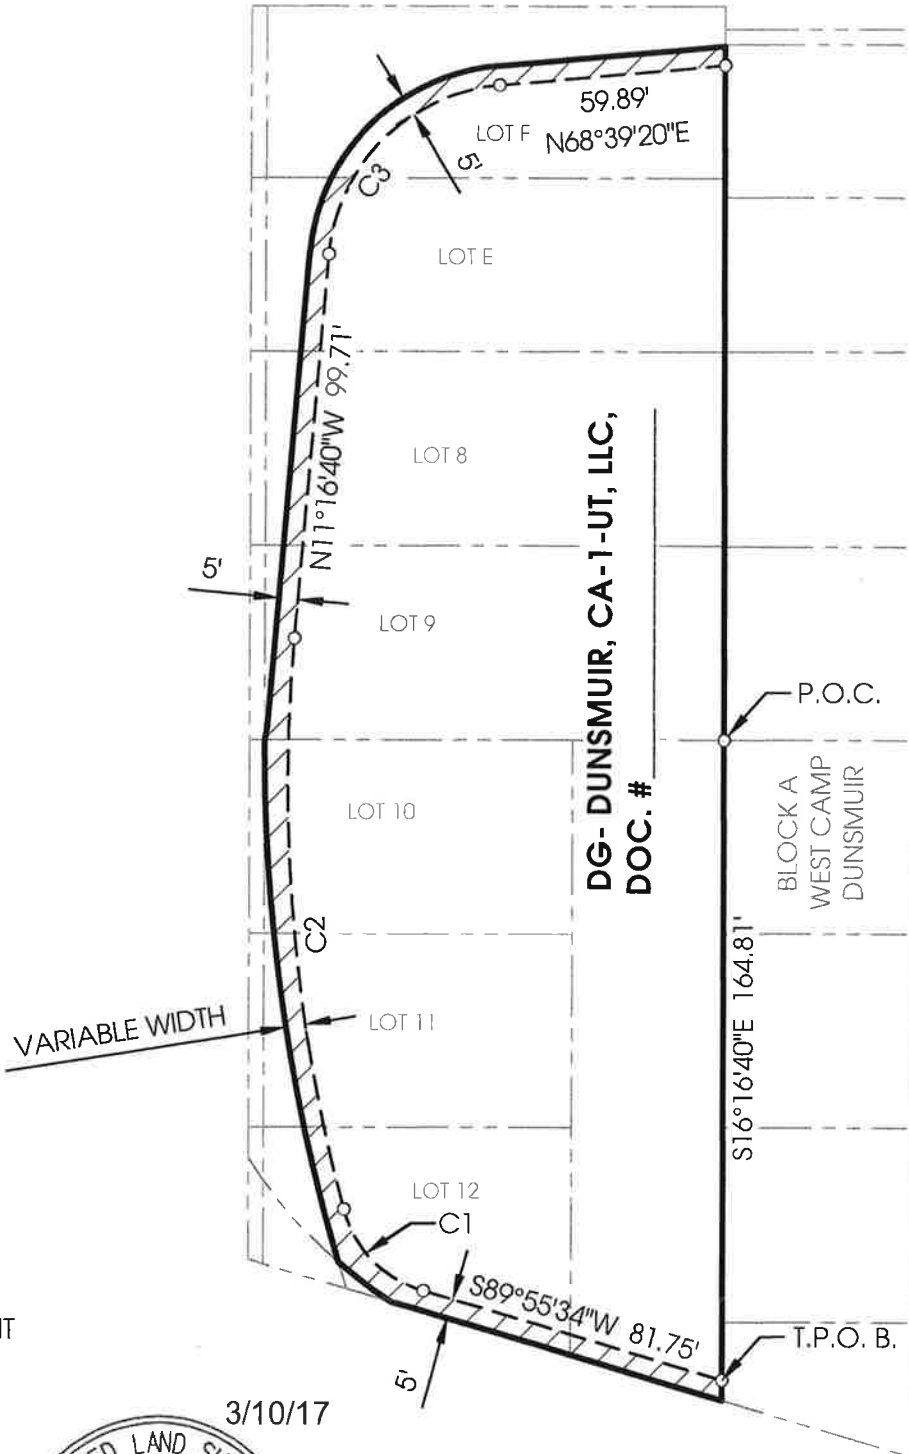 59.89'
N68°39'20"E
LOT F
5'
C3
LOT E
N11°16'40"W 99.71'
LOT 8
5'
LOT 9
DG- DUNSMUIR, CA-1-UT, LLC,
DOC. #
P.O.C.
LOT 10
BLOCK A
WEST CAMP
DUNSMUIR
C2
S16°16'40"E 164.81'
VARIABLE WIDTH
LOT 11
LOT 12
C1
S89°55'34"W 81.75'
T.P.O. B.
5'
3/10/17
LAND